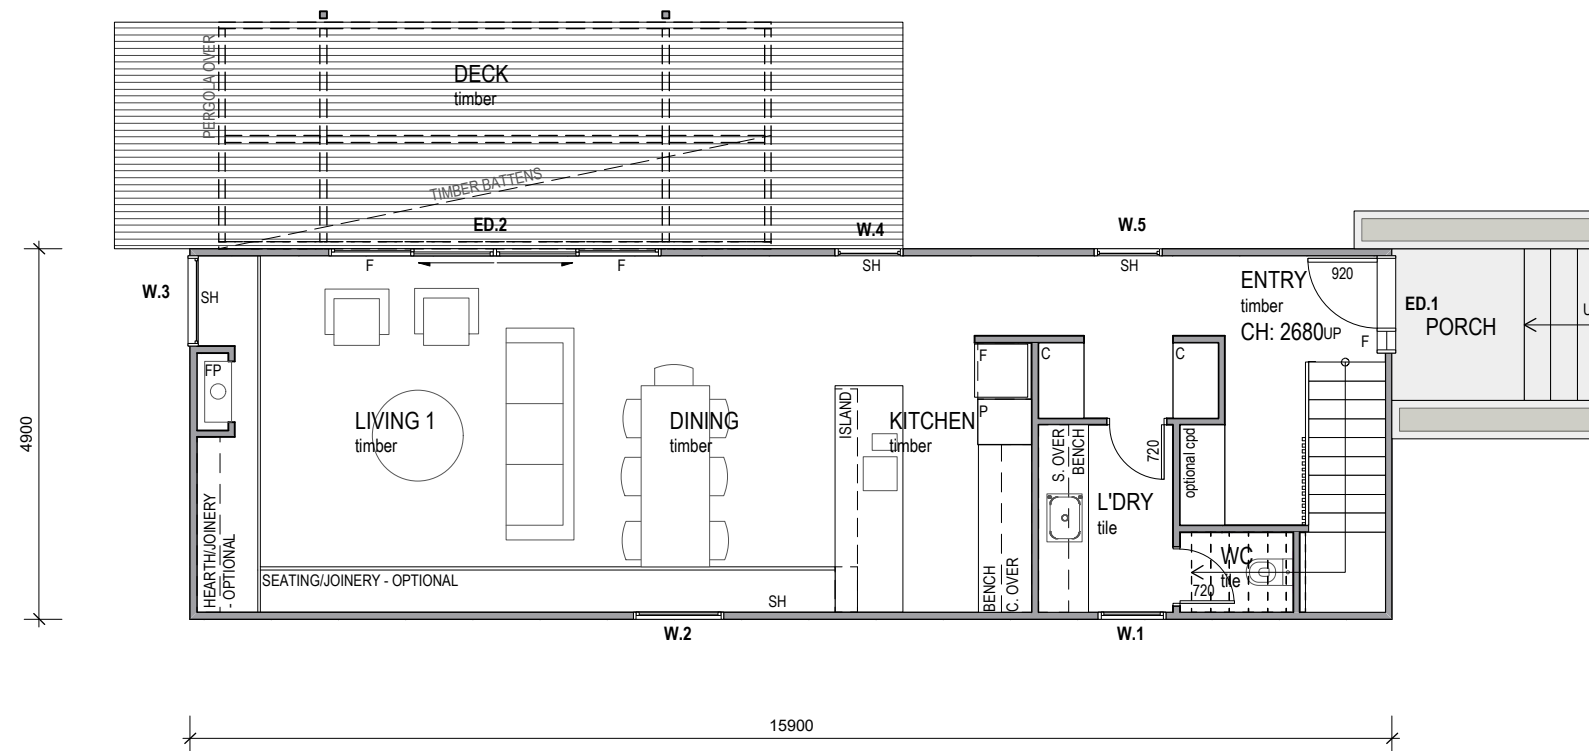 PERGOLA OVER
DECK
timber
TIMBER BATTENS
ED.2
W.4
W.5
F
F
SH
SH
W.3
SH
ENTRY
timber
CH: 2680
UP
920
ED.1
PORCH
F
FP
F
C
C
P
LIVING 1
timber
DINING
timber
ISLAND
KITCHEN
timber
S. OVER
BENCH
720
optional cpd
L'DRY
tile
4900
HEARTH/JOINERY
- OPTIONAL
SEATING/JOINERY - OPTIONAL
SH
BENCH
C. OVER
WC
tile
720
W.2
W.1
15900